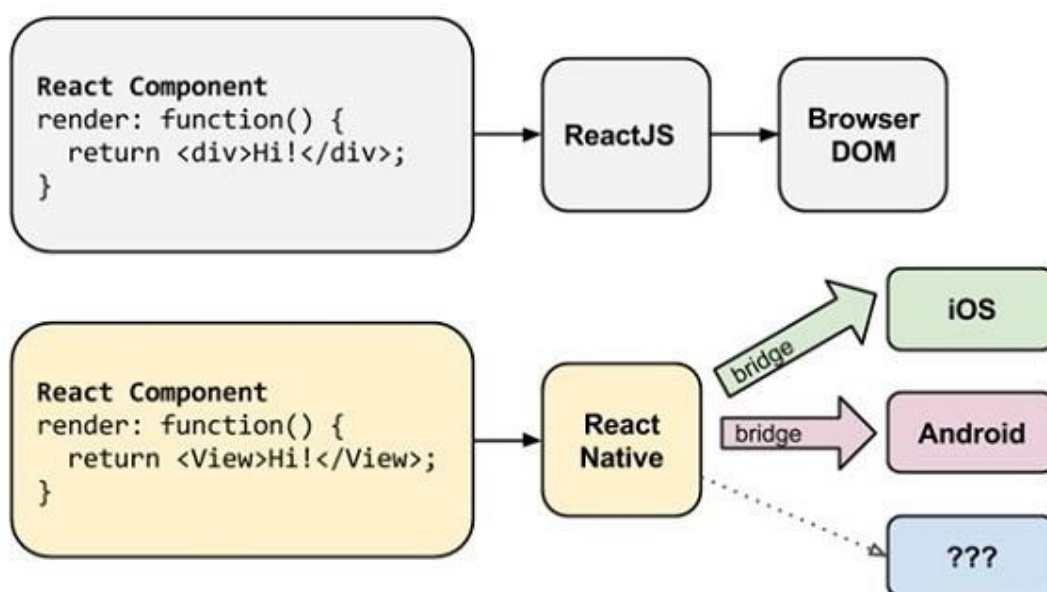 React Component
render: function() {
  return <div>Hi!</div>;
}
ReactJS
Browser
DOM
React Component
render: function() {
  return <View>Hi!</View>;
}
React
Native
bridge
iOS
bridge
Android
???